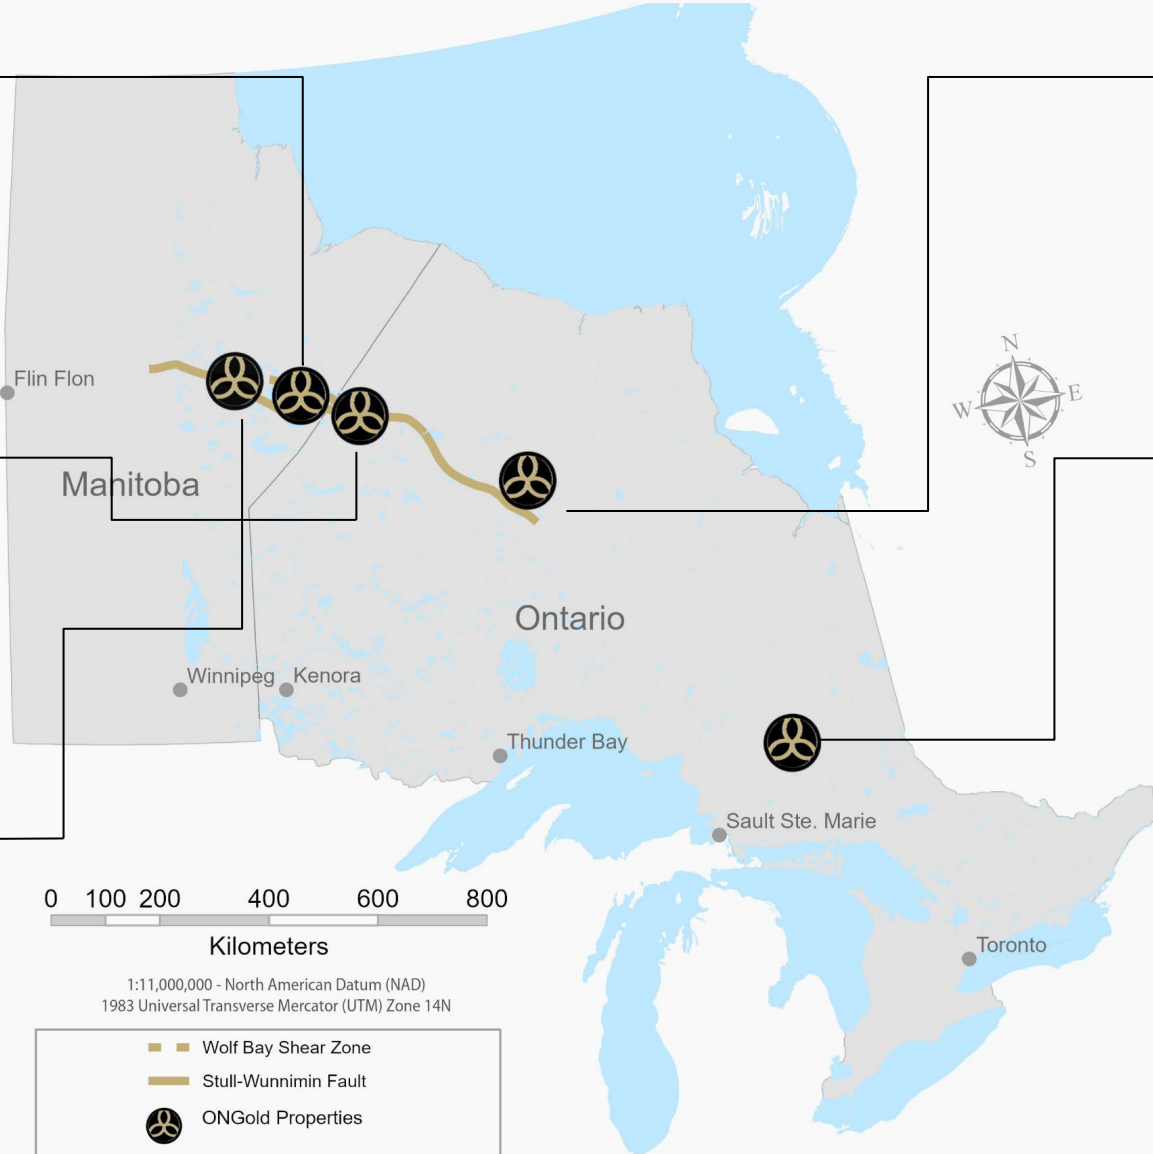 N
W
E
S
Flin Flon
Manitoba
Ontario
Winnipeg
Kenora
Thunder Bay
Sault Ste. Marie
Toronto
0 100 200 400 600 800
Kilometers
1:11,000,000 - North American Datum (NAD)
1983 Universal Transverse Mercator (UTM) Zone 14N
Wolf Bay Shear Zone
Stull-Wunnimin Fault
ONGold Properties